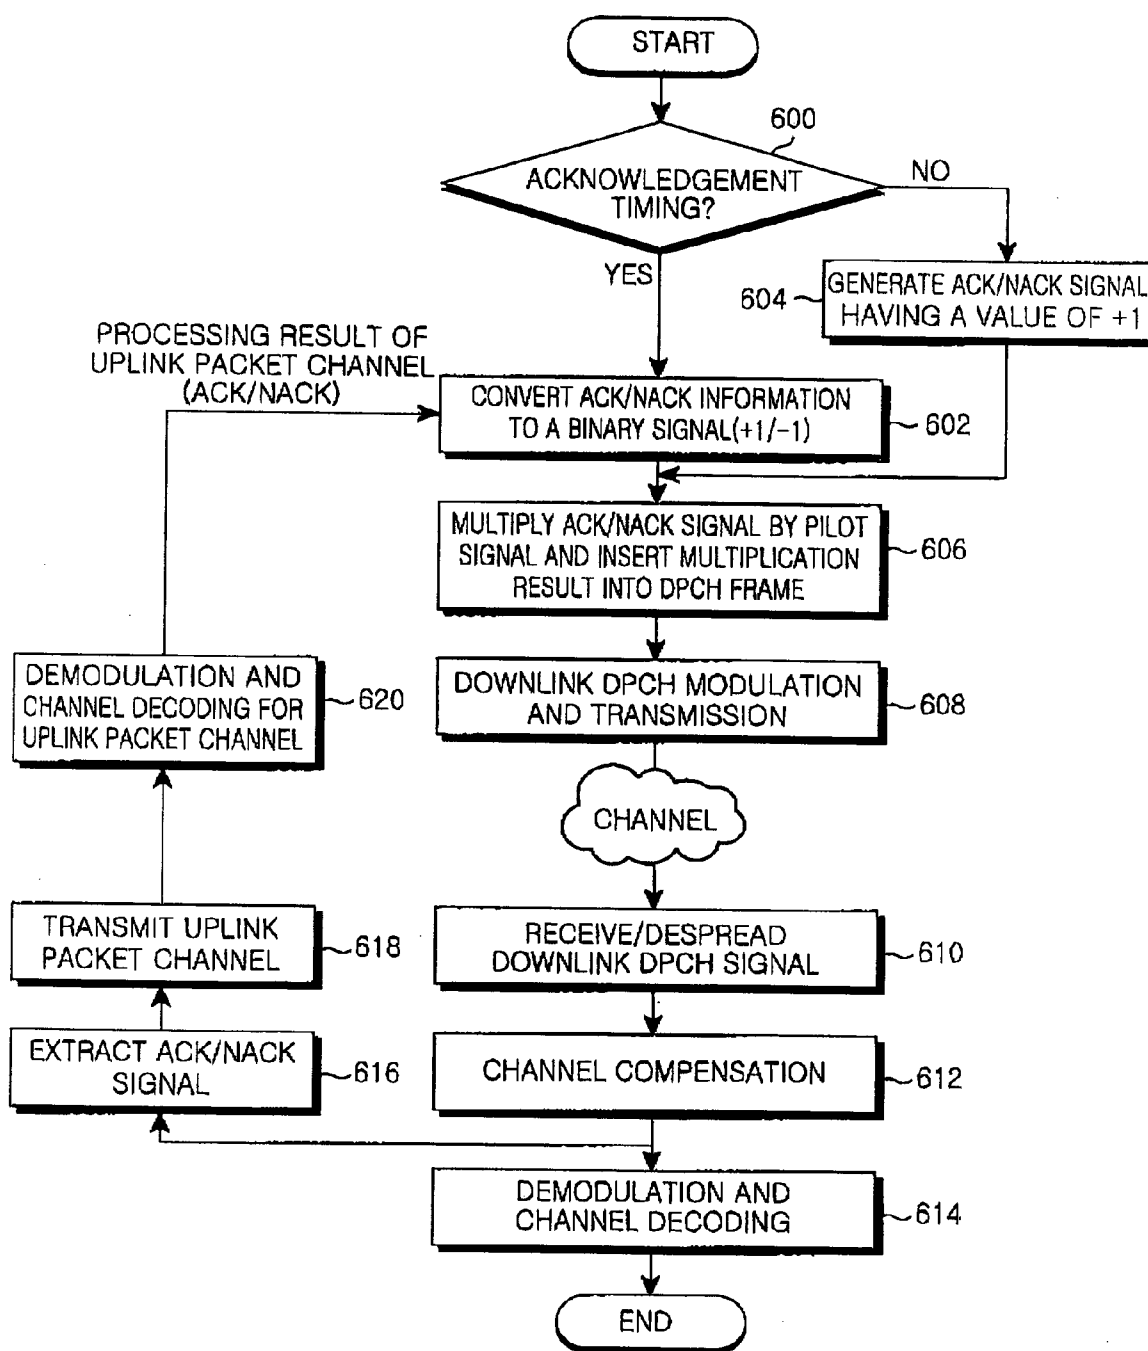 START
600
ACKNOWLEDGEMENT
TIMING?
NO
YES
604
GENERATE ACK/NACK SIGNAL
HAVING A VALUE OF +1
PROCESSING RESULT OF
UPLINK PACKET CHANNEL
(ACK/NACK)
CONVERT ACK/NACK INFORMATION
TO A BINARY SIGNAL(+1/-1)
602
MULTIPLY ACK/NACK SIGNAL BY PILOT
SIGNAL AND INSERT MULTIPLICATION
RESULT INTO DPCH FRAME
606
DEMODULATION AND
CHANNEL DECODING FOR
UPLINK PACKET CHANNEL
620
DOWNLINK DPCH MODULATION
AND TRANSMISSION
608
CHANNEL
TRANSMIT UPLINK
PACKET CHANNEL
618
RECEIVE/DESPREAD
DOWNLINK DPCH SIGNAL
610
EXTRACT ACK/NACK
SIGNAL
616
CHANNEL COMPENSATION
612
DEMODULATION AND
CHANNEL DECODING
614
END